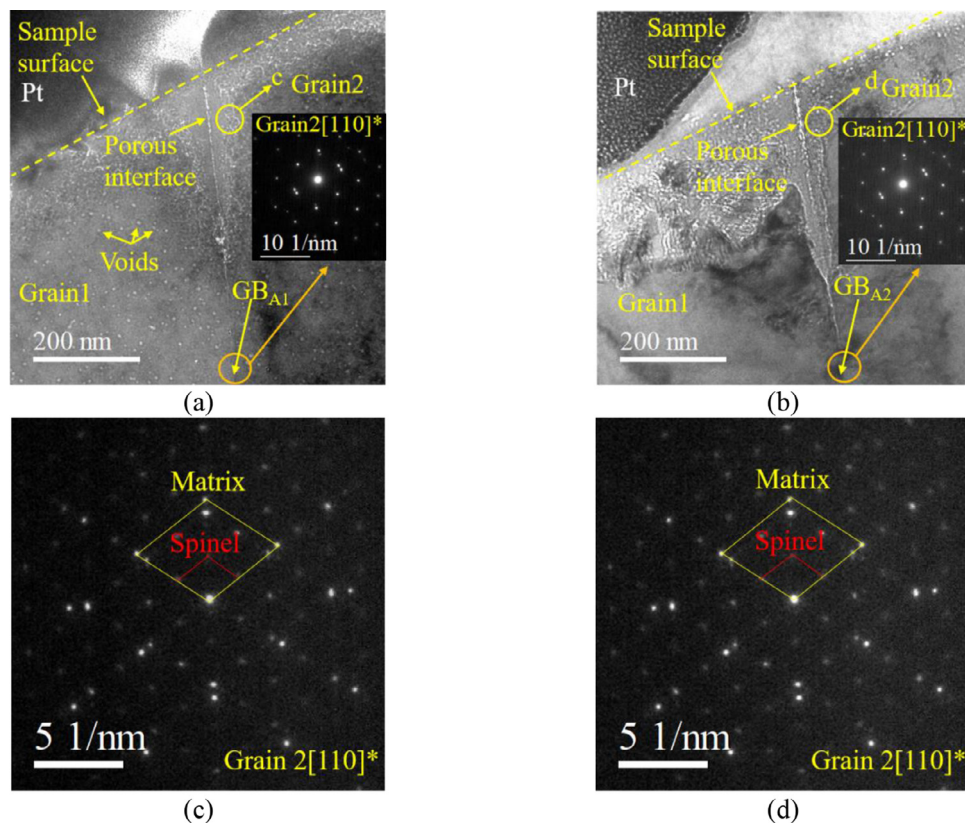 Sample
surface
Pt
c
Grain2
Grain2[110]*
Porous
interface
10 1/nm
Voids
Grain1
GBA1
200 nm
(a)
Sample
surface
Pt
d
Grain2
Grain2[110]*
Porous
interface
10 1/nm
Grain1
GBA2
200 nm
(b)
Matrix
Spinel
5 1/nm
Grain 2[110]*
(c)
Matrix
Spinel
5 1/nm
Grain 2[110]*
(d)